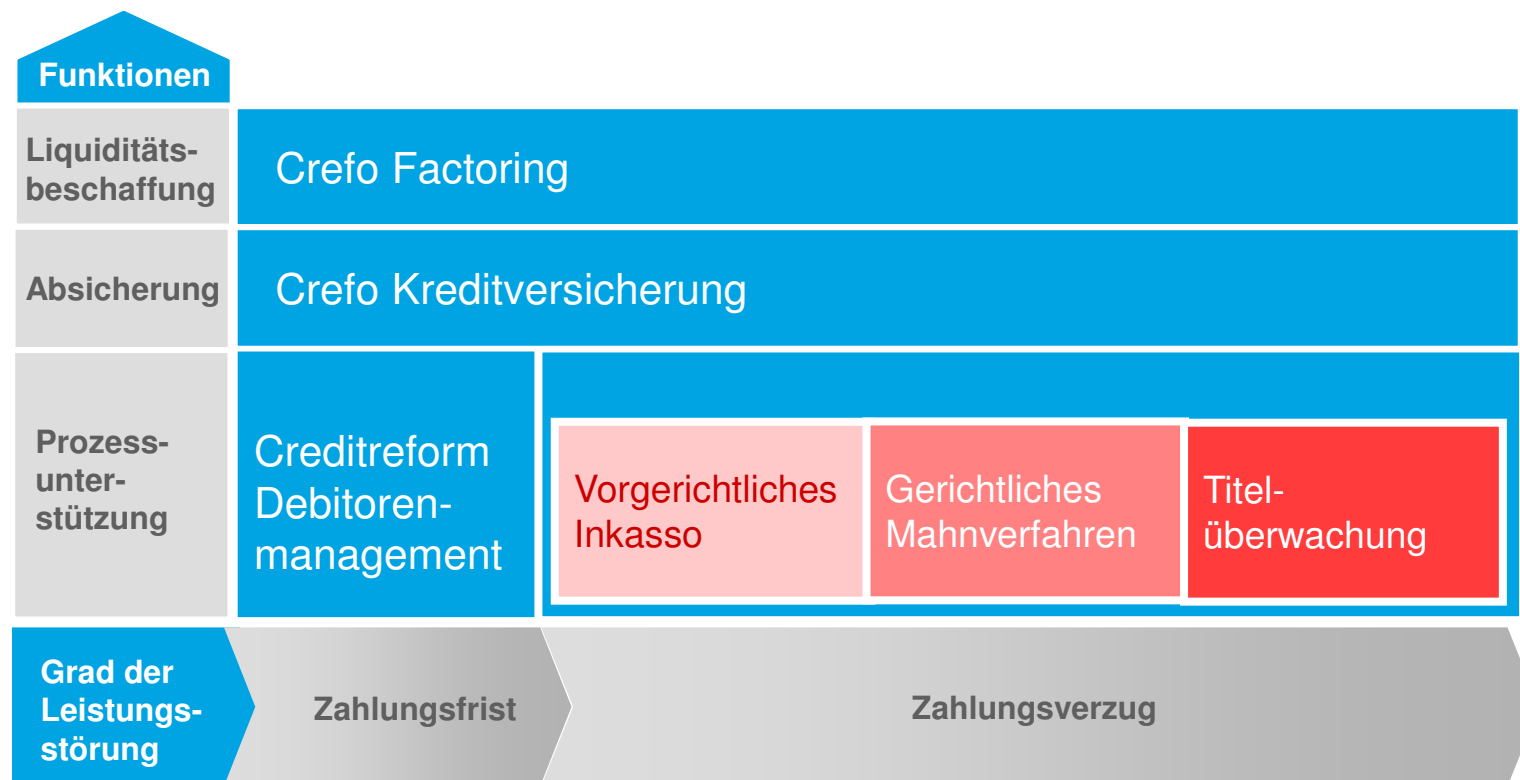 Funktionen
Liquiditäts-
beschaffung
Crefo Factoring
Absicherung
Crefo Kreditversicherung
Prozess-
unter-
stützung
Creditreform
Debitoren-
management
Vorgerichtliches
Inkasso
Gerichtliches
Mahnverfahren
Titel-
überwachung
Grad der
Leistungs-
störung
Zahlungsfrist
Zahlungsverzug